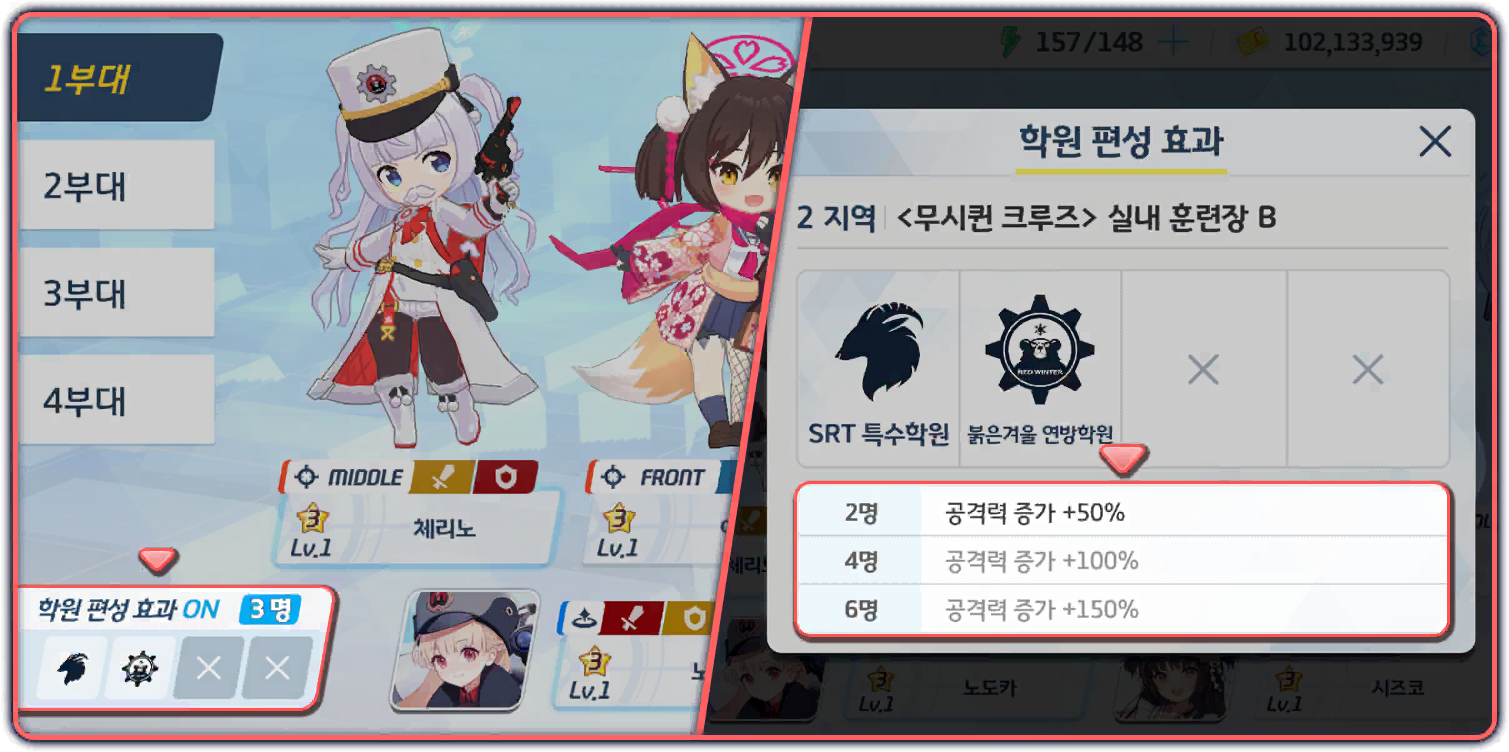 1부대
2부대
3부대
4부대
MIDDLE
3
Lv.1
체리노
FRONT
3
Lv.1
학원 편성 효과 ON 3명
3
Lv.1
157/148
102,133,939
학원 편성 효과
2 지역
<무시퀸 크루즈> 실내 훈련장 B
RED WINTER
SRT 특수학원
붉은겨울 연방학원
2명 공격력 증가 +50%
4명 공격력 증가 +100%
6명 공격력 증가 +150%
3
Lv.1
노도카
3
Lv.1
시즈코